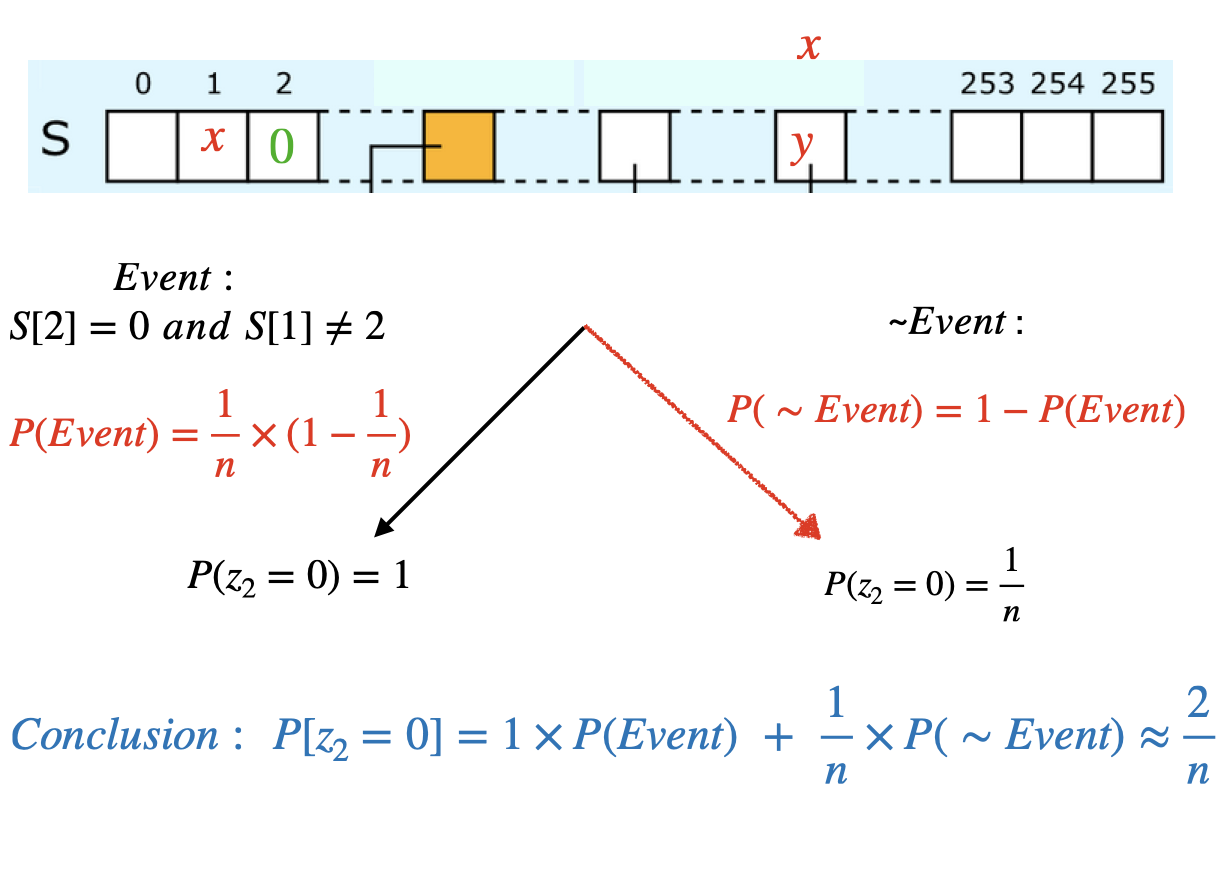 x
0 1 2 253 254 255
S x 0 y
Event :
S[2] = 0 and S[1] ≠ 2
~Event :
P(Event) = 1/n × (1 − 1/n)
P( ~ Event) = 1 − P(Event)
P(z₂ = 0) = 1
P(z₂ = 0) = 1/n
Conclusion : P[z₂ = 0] = 1 × P(Event) + 1/n × P( ~ Event) ≈ 2/n